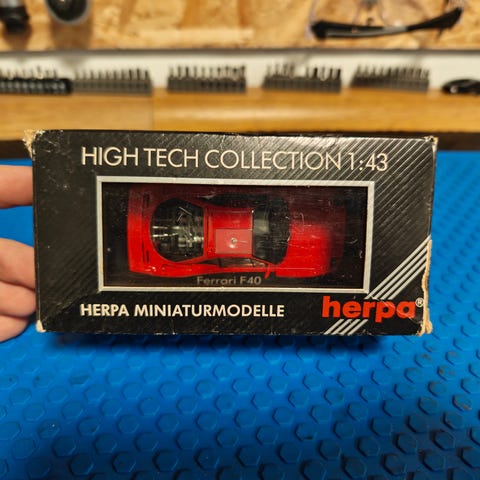 HIGH TECH COLLECTION 1:43
Ferrari F40
HERPA MINIATURMODELLE
herpa®